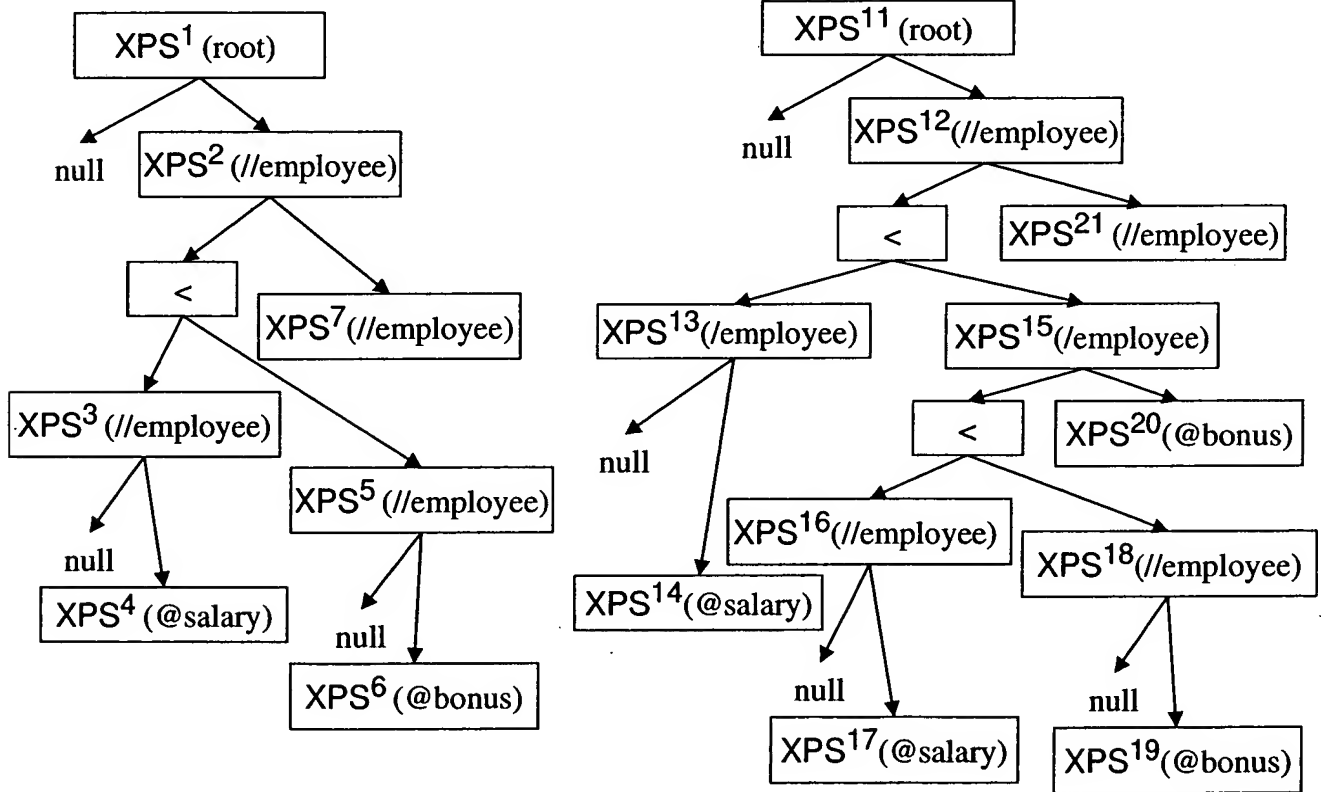 XPS1 (root)
null
XPS2 (//employee)
<
XPS7 (//employee)
XPS3 (//employee)
null
XPS4 (@salary)
XPS5 (//employee)
null
XPS6 (@bonus)
XPS11 (root)
null
XPS12 (//employee)
<
XPS21 (//employee)
XPS13 (/employee)
null
XPS14 (@salary)
XPS15 (/employee)
<
XPS20 (@bonus)
XPS16 (//employee)
null
XPS17 (@salary)
XPS18 (//employee)
null
XPS19 (@bonus)